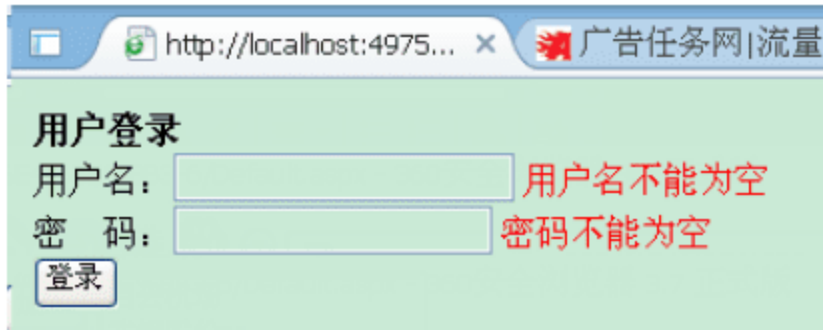 http://localhost:4975... 广告任务网|流量
用户登录
用户名： 用户名不能为空
密 码： 密码不能为空
登录